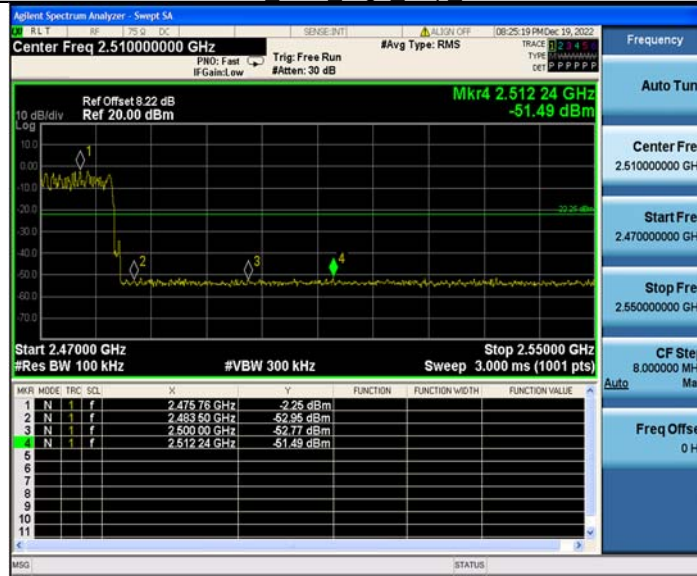 Agilent Spectrum Analyzer - Swept SA
RLT RF 75 Ω DC SENSE:INT ALIGN OFF 08:25:19 PM Dec 19, 2022
Center Freq 2.510000000 GHz
PNO: Fast
IFGain:Low
Trig: Free Run
#Atten: 30 dB
#Avg Type: RMS
TRACE 1 2 3 4 5 6
TYPE
DET P P P P P P
Mkr4 2.512 24 GHz
-51.49 dBm
Ref Offset 8.22 dB
10 dB/div Ref 20.00 dBm
Log
10.0
0.00
-10.0
-20.0
-30.0
-40.0
-50.0
-60.0
-70.0
1
2
3
4
-22.25 dBm
Start 2.47000 GHz Stop 2.55000 GHz
#Res BW 100 kHz #VBW 300 kHz Sweep 3.000 ms (1001 pts)
MKR MODE TRC SCL X Y FUNCTION FUNCTION WIDTH FUNCTION VALUE
1 N 1 f 2.475 76 GHz -2.25 dBm
2 N 1 f 2.483 50 GHz -52.95 dBm
3 N 1 f 2.500 00 GHz -52.77 dBm
4 N 1 f 2.512 24 GHz -51.49 dBm
5
6
7
8
9
10
11
MSG STATUS
Frequency
Auto Tun
Center Fre
2.510000000 GH
Start Fre
2.470000000 GH
Stop Fre
2.550000000 GH
CF Ste
8.000000 MH
Auto Ma
Freq Offse
0 H